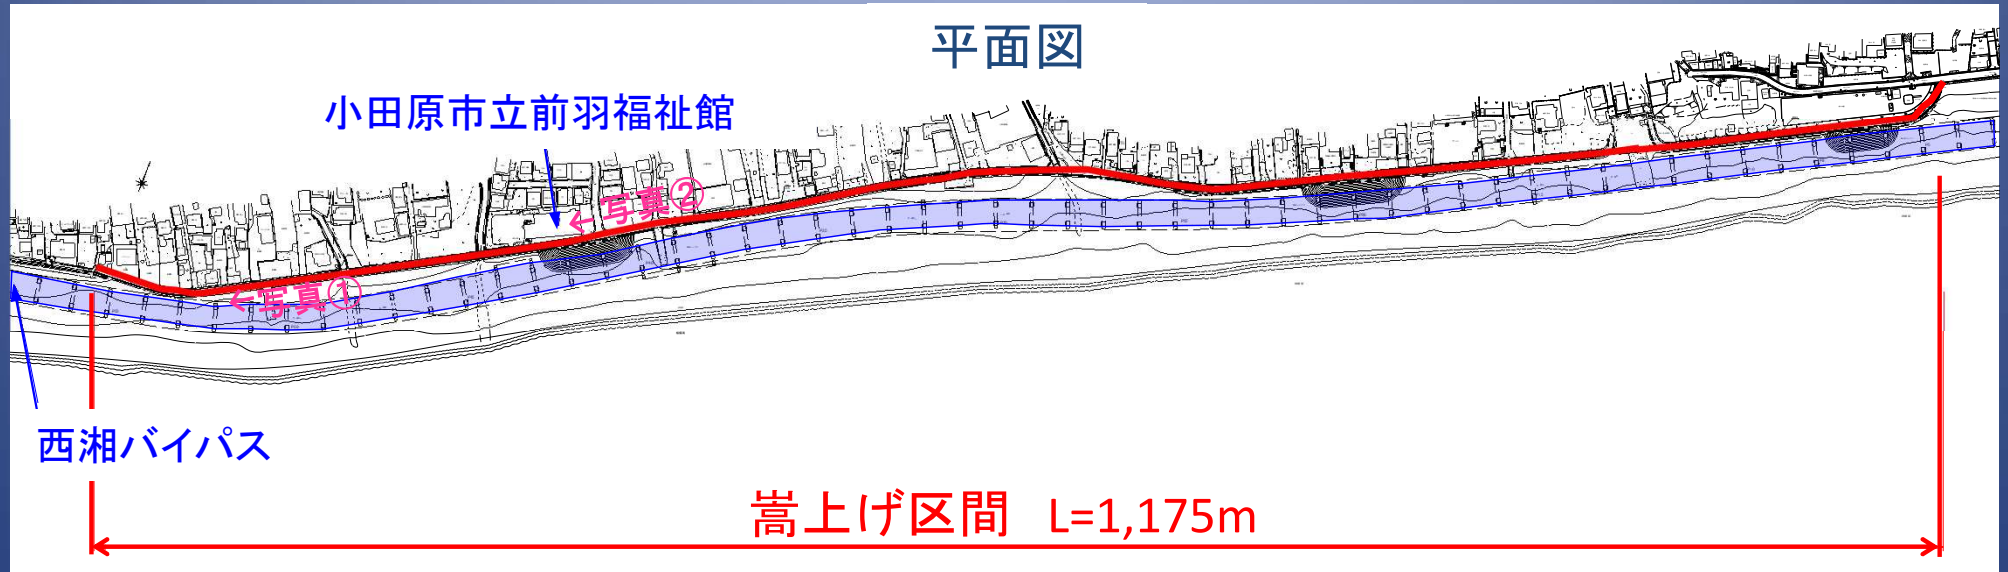 平面図
小田原市立前羽福祉館
←写真②
←写真①
西湘バイパス
嵩上げ区間 L=1,175m